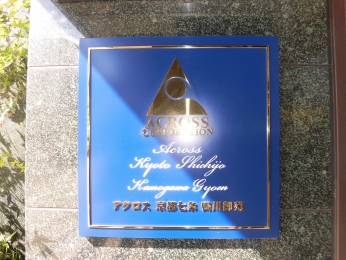 ACROSS
CORPORATION
Across
Kyoto Shichijo
Kamogawa Gyoen
アクロス 京都七条 鴨川御苑